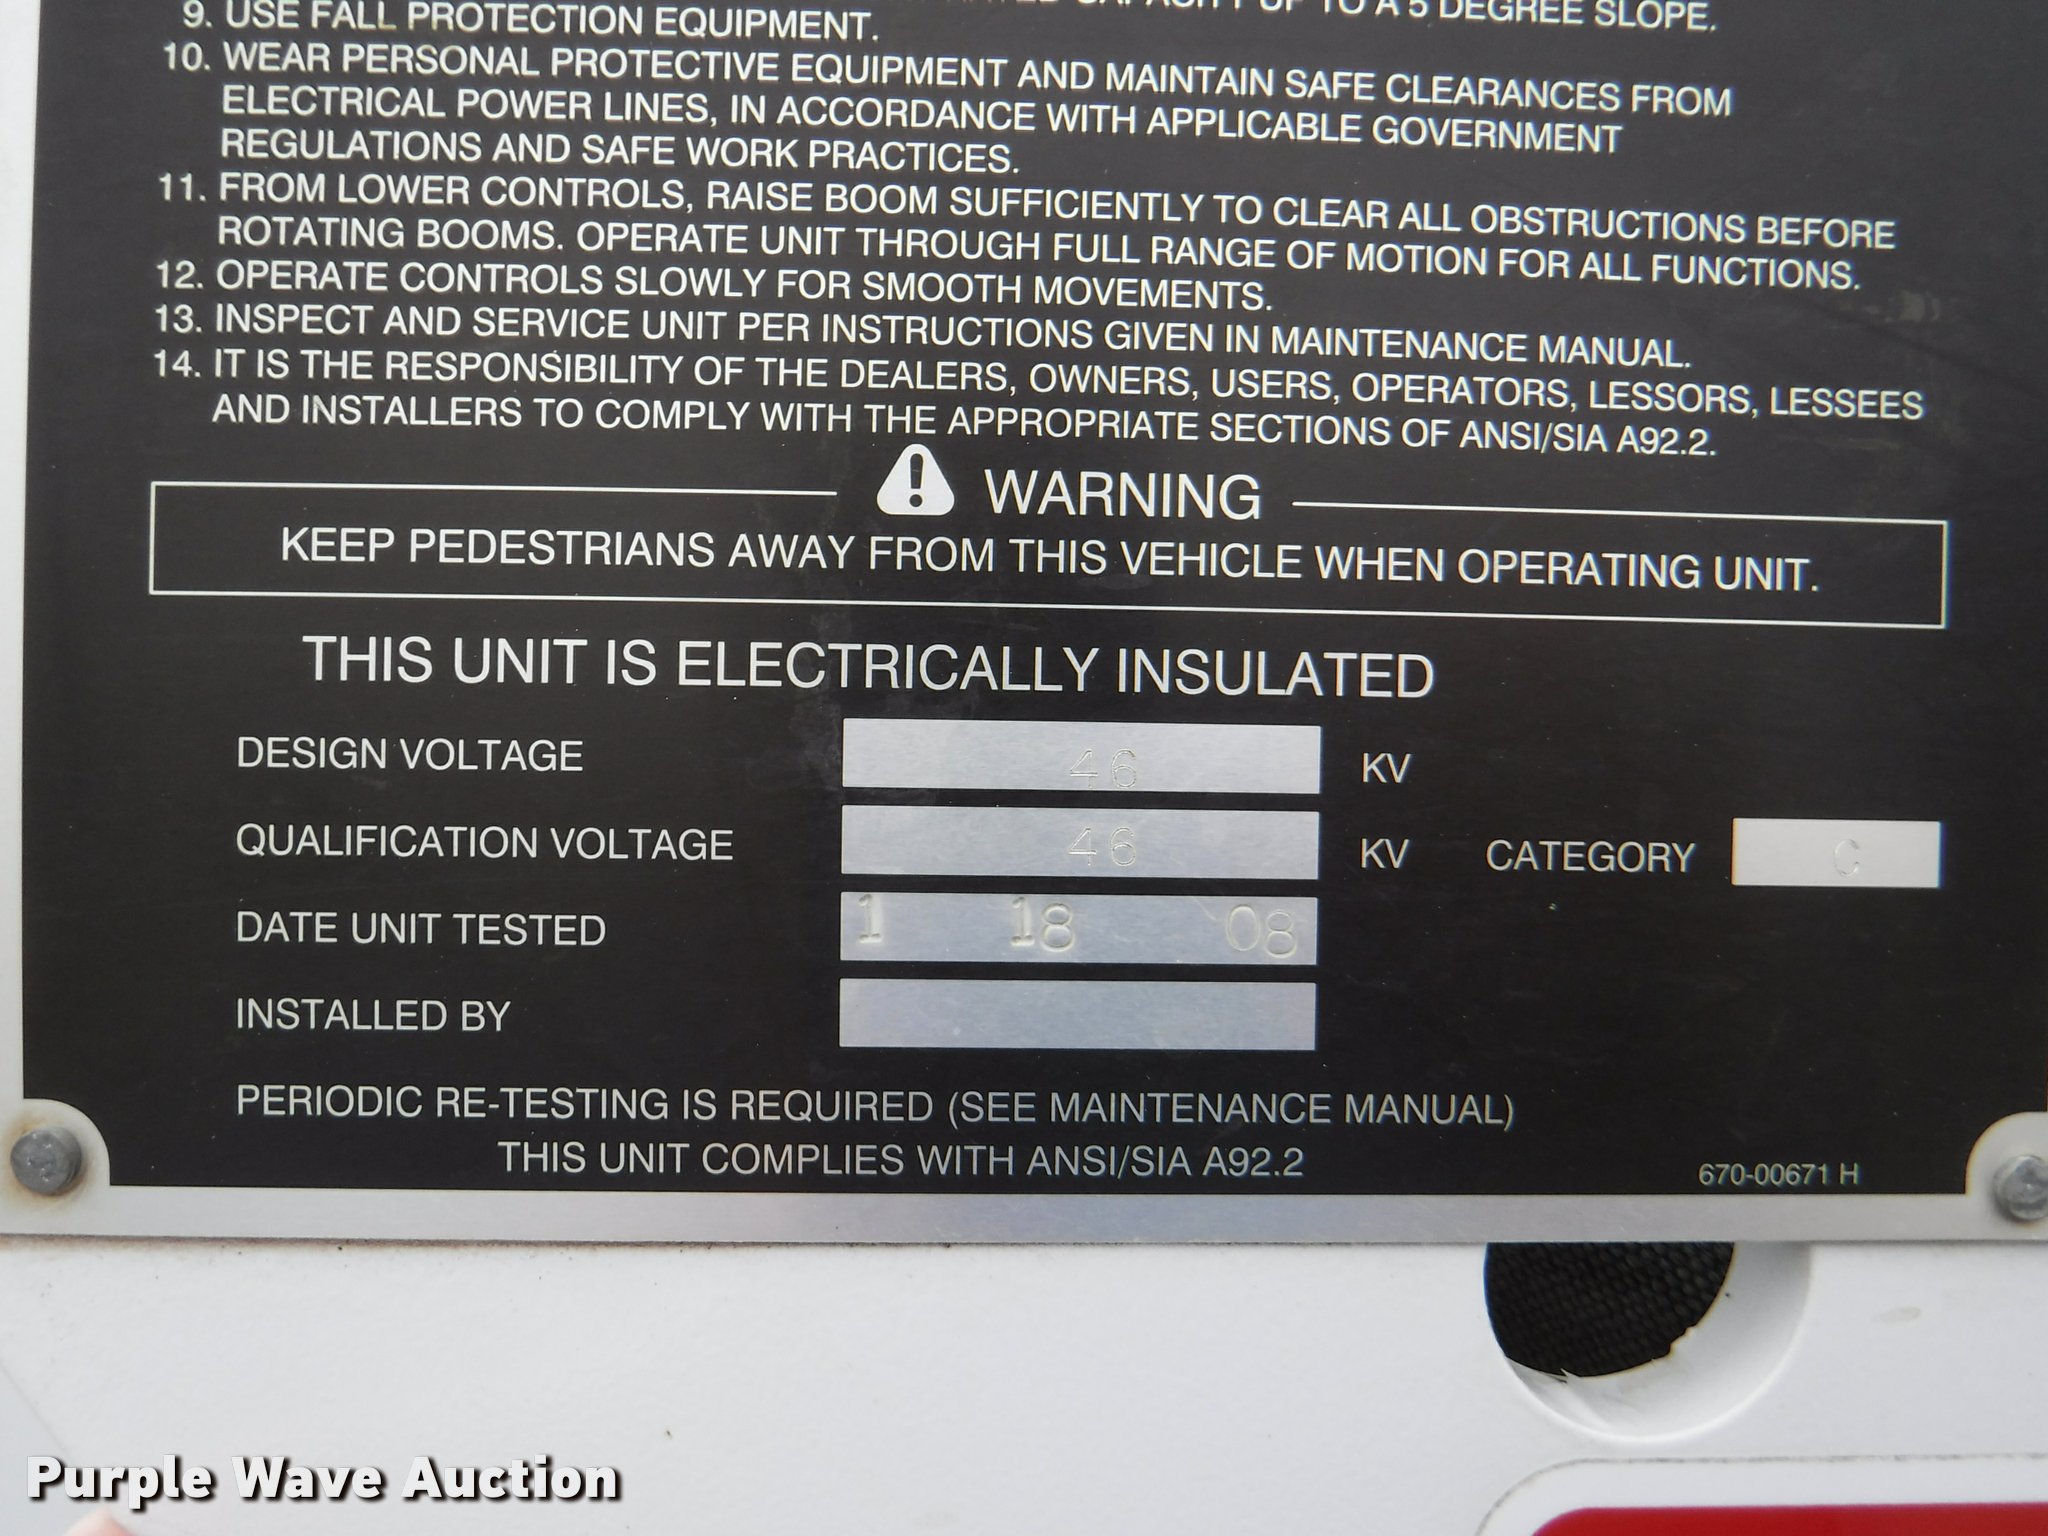 RATED CAPACITY UP TO A 5 DEGREE SLOPE.
9. USE FALL PROTECTION EQUIPMENT.
10. WEAR PERSONAL PROTECTIVE EQUIPMENT AND MAINTAIN SAFE CLEARANCES FROM
ELECTRICAL POWER LINES, IN ACCORDANCE WITH APPLICABLE GOVERNMENT
REGULATIONS AND SAFE WORK PRACTICES.
11. FROM LOWER CONTROLS, RAISE BOOM SUFFICIENTLY TO CLEAR ALL OBSTRUCTIONS BEFORE
ROTATING BOOMS. OPERATE UNIT THROUGH FULL RANGE OF MOTION FOR ALL FUNCTIONS.
12. OPERATE CONTROLS SLOWLY FOR SMOOTH MOVEMENTS.
13. INSPECT AND SERVICE UNIT PER INSTRUCTIONS GIVEN IN MAINTENANCE MANUAL.
14. IT IS THE RESPONSIBILITY OF THE DEALERS, OWNERS, USERS, OPERATORS, LESSORS, LESSEES
AND INSTALLERS TO COMPLY WITH THE APPROPRIATE SECTIONS OF ANSI/SIA A92.2.
WARNING
KEEP PEDESTRIANS AWAY FROM THIS VEHICLE WHEN OPERATING UNIT.
THIS UNIT IS ELECTRICALLY INSULATED
DESIGN VOLTAGE 46 KV
QUALIFICATION VOLTAGE 46 KV CATEGORY C
DATE UNIT TESTED 1 18 08
INSTALLED BY
PERIODIC RE-TESTING IS REQUIRED (SEE MAINTENANCE MANUAL)
THIS UNIT COMPLIES WITH ANSI/SIA A92.2
670-00671 H
Purple Wave Auction